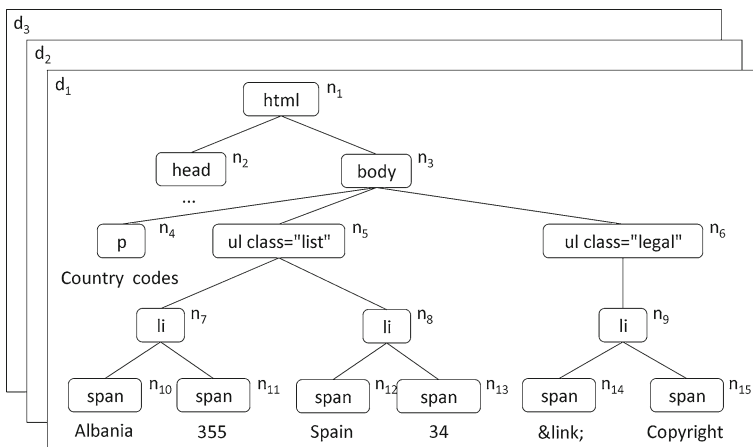 d3
d2
d1
html n1
head n2 body n3
...
p n4 ul class="list" n5 ul class="legal" n6
Country codes
li n7 li n8 li n9
span n10 span n11 span n12 span n13 span n14 span n15
Albania 355 Spain 34 &link; Copyright